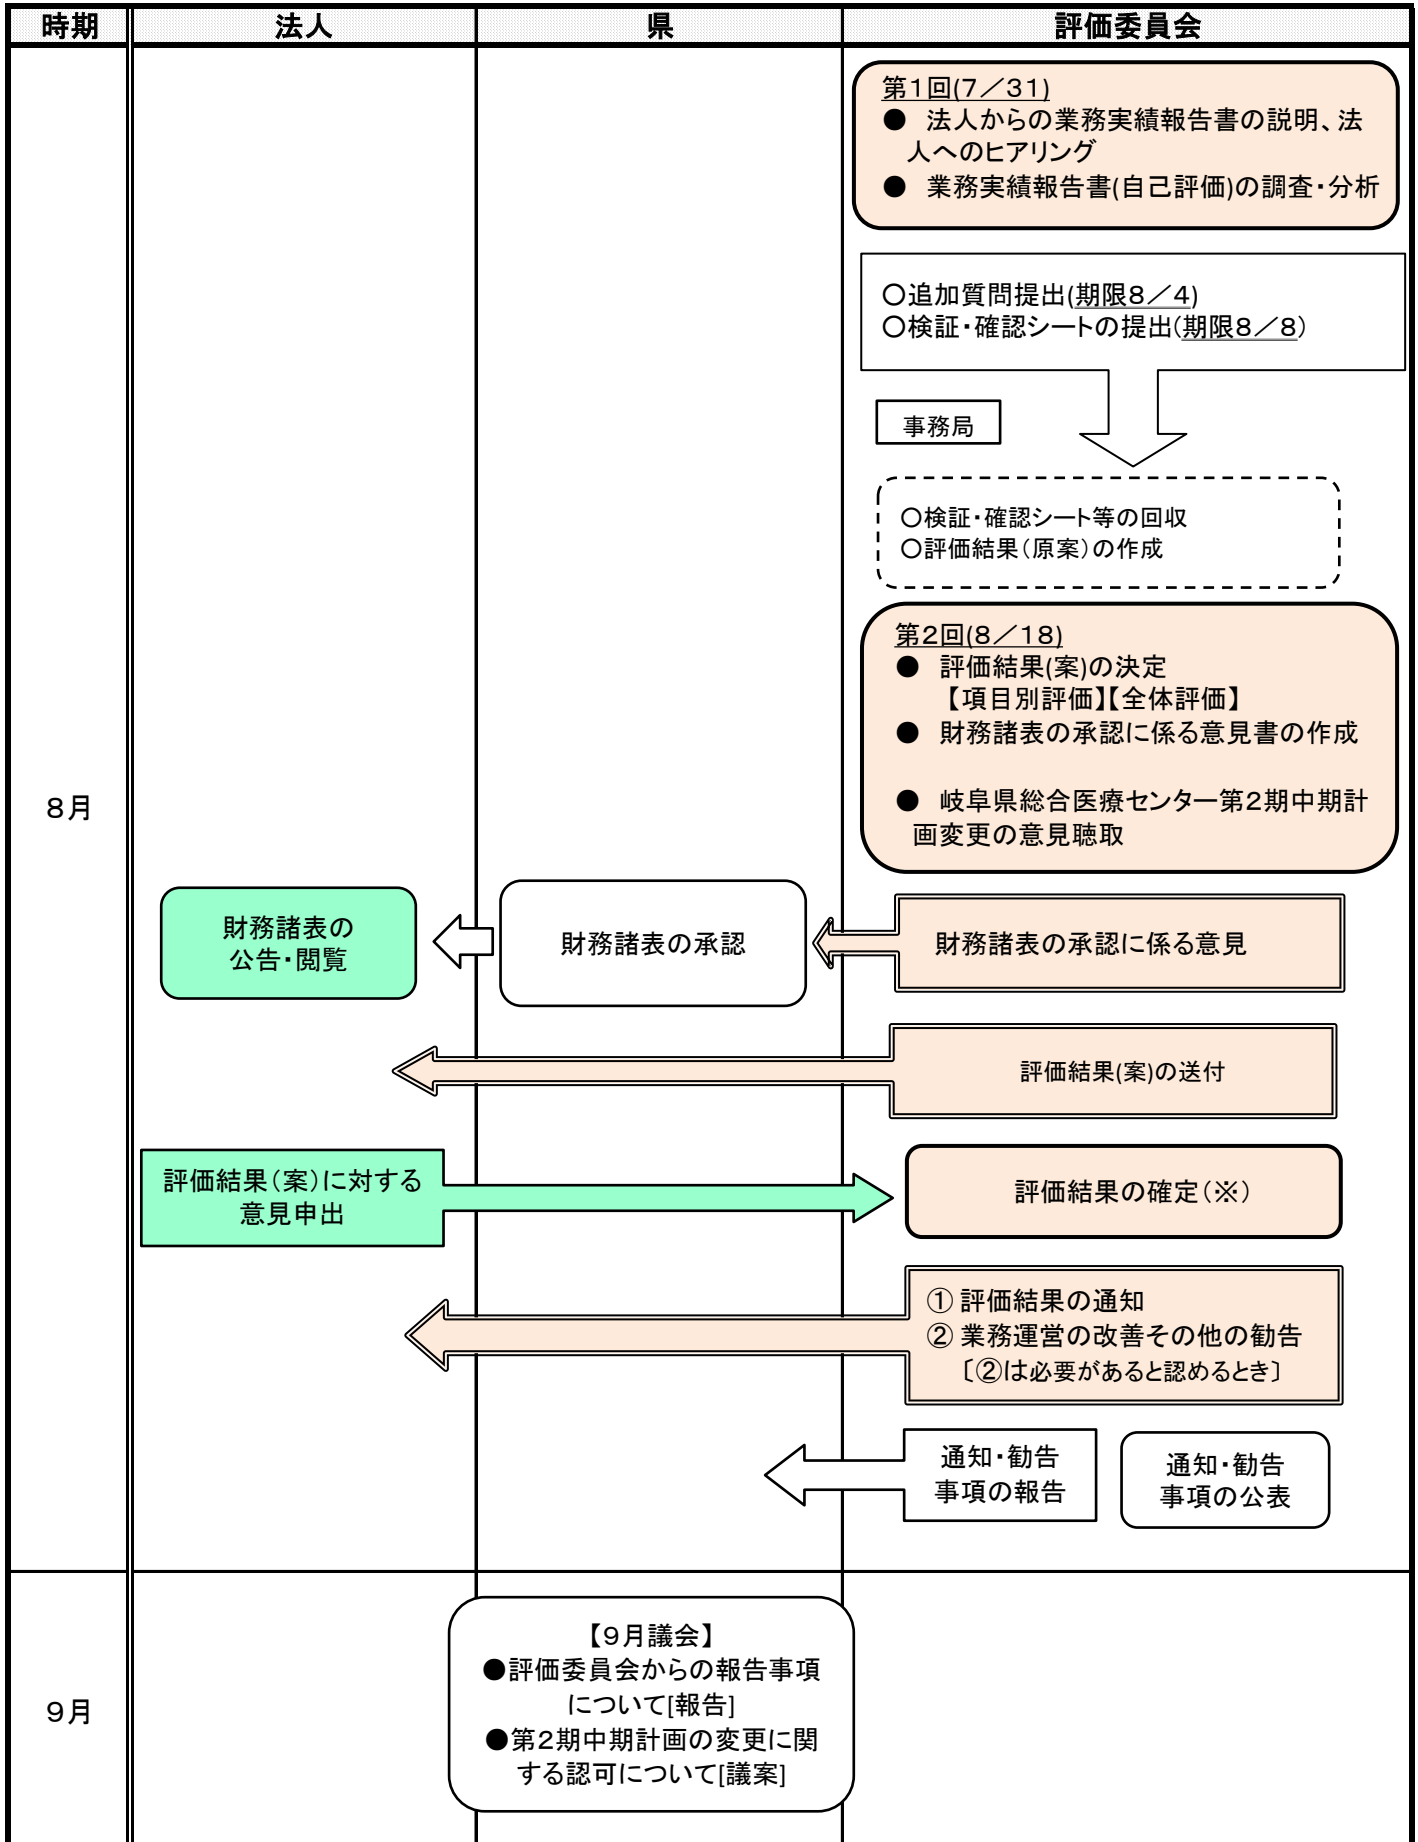 時期 法人 県 評価委員会
第１回(７／３１)
● 法人からの業務実績報告書の説明、法
人へのヒアリング
● 業務実績報告書(自己評価)の調査・分析
○追加質問提出(期限８／４)
○検証・確認シートの提出(期限８／８)
事務局
○検証・確認シート等の回収
○評価結果（原案）の作成
第２回(８／１８)
● 評価結果(案)の決定
【項目別評価】【全体評価】
● 財務諸表の承認に係る意見書の作成
● 岐阜県総合医療センター第２期中期計
画変更の意見聴取
８月
財務諸表の
公告・閲覧
財務諸表の承認
財務諸表の承認に係る意見
評価結果(案)の送付
評価結果（案）に対する
意見申出
評価結果の確定（※）
① 評価結果の通知
② 業務運営の改善その他の勧告
〔②は必要があると認めるとき〕
通知・勧告
事項の報告
通知・勧告
事項の公表
９月
【９月議会】
●評価委員会からの報告事項
について[報告]
●第２期中期計画の変更に関
する認可について[議案]